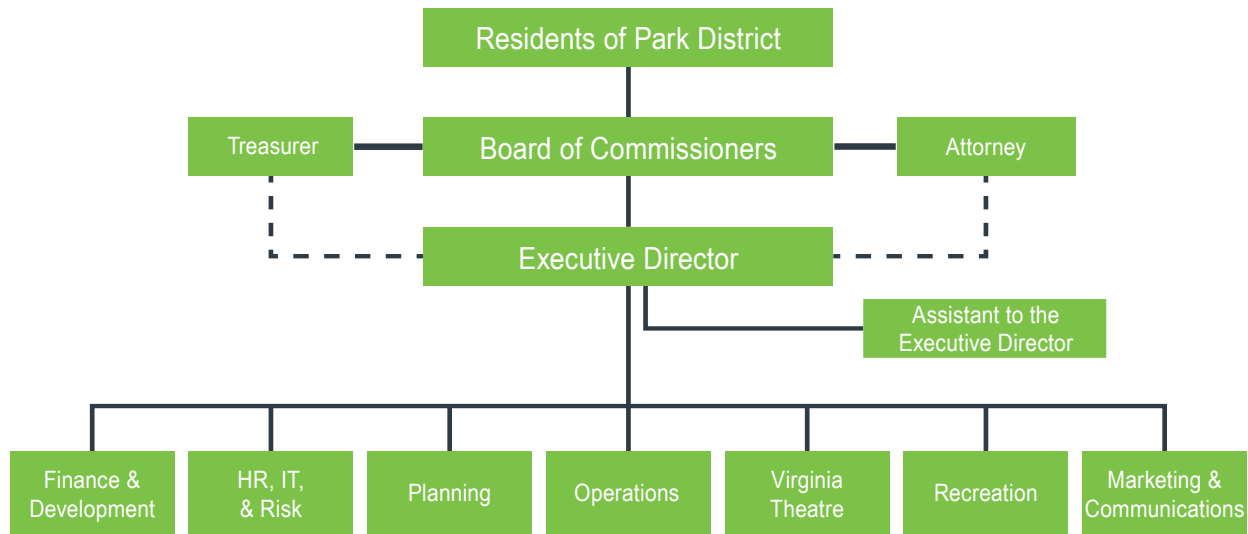 Residents of Park District
Treasurer
Board of Commissioners
Attorney
Executive Director
Assistant to the
Executive Director
Finance &
Development
HR, IT,
& Risk
Planning
Operations
Virginia
Theatre
Recreation
Marketing &
Communications